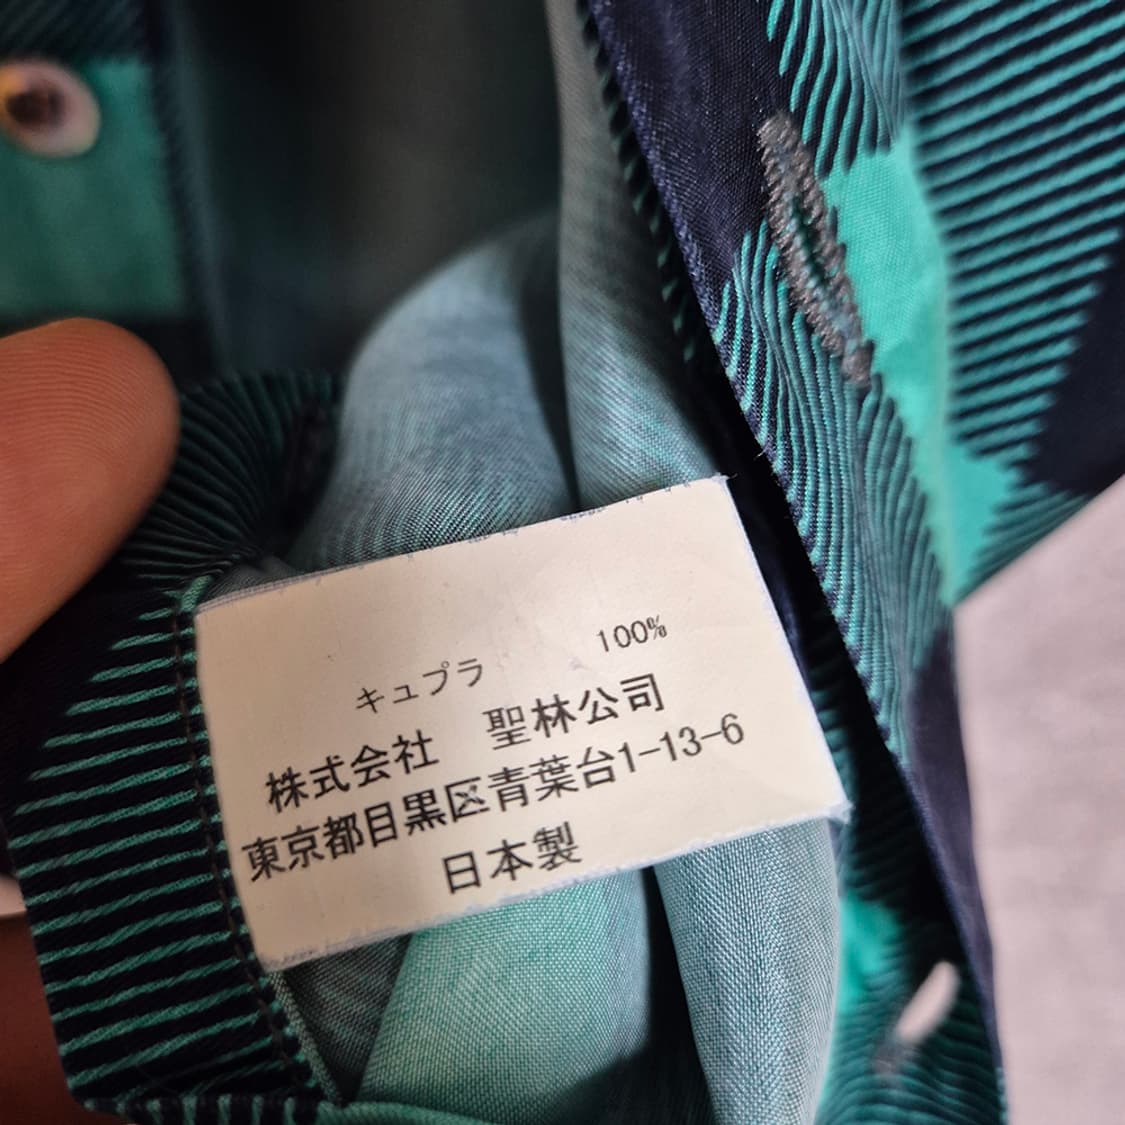 キュプラ 100%
株式会社 聖林公司
東京都目黒区青葉台1-13-6
日本製